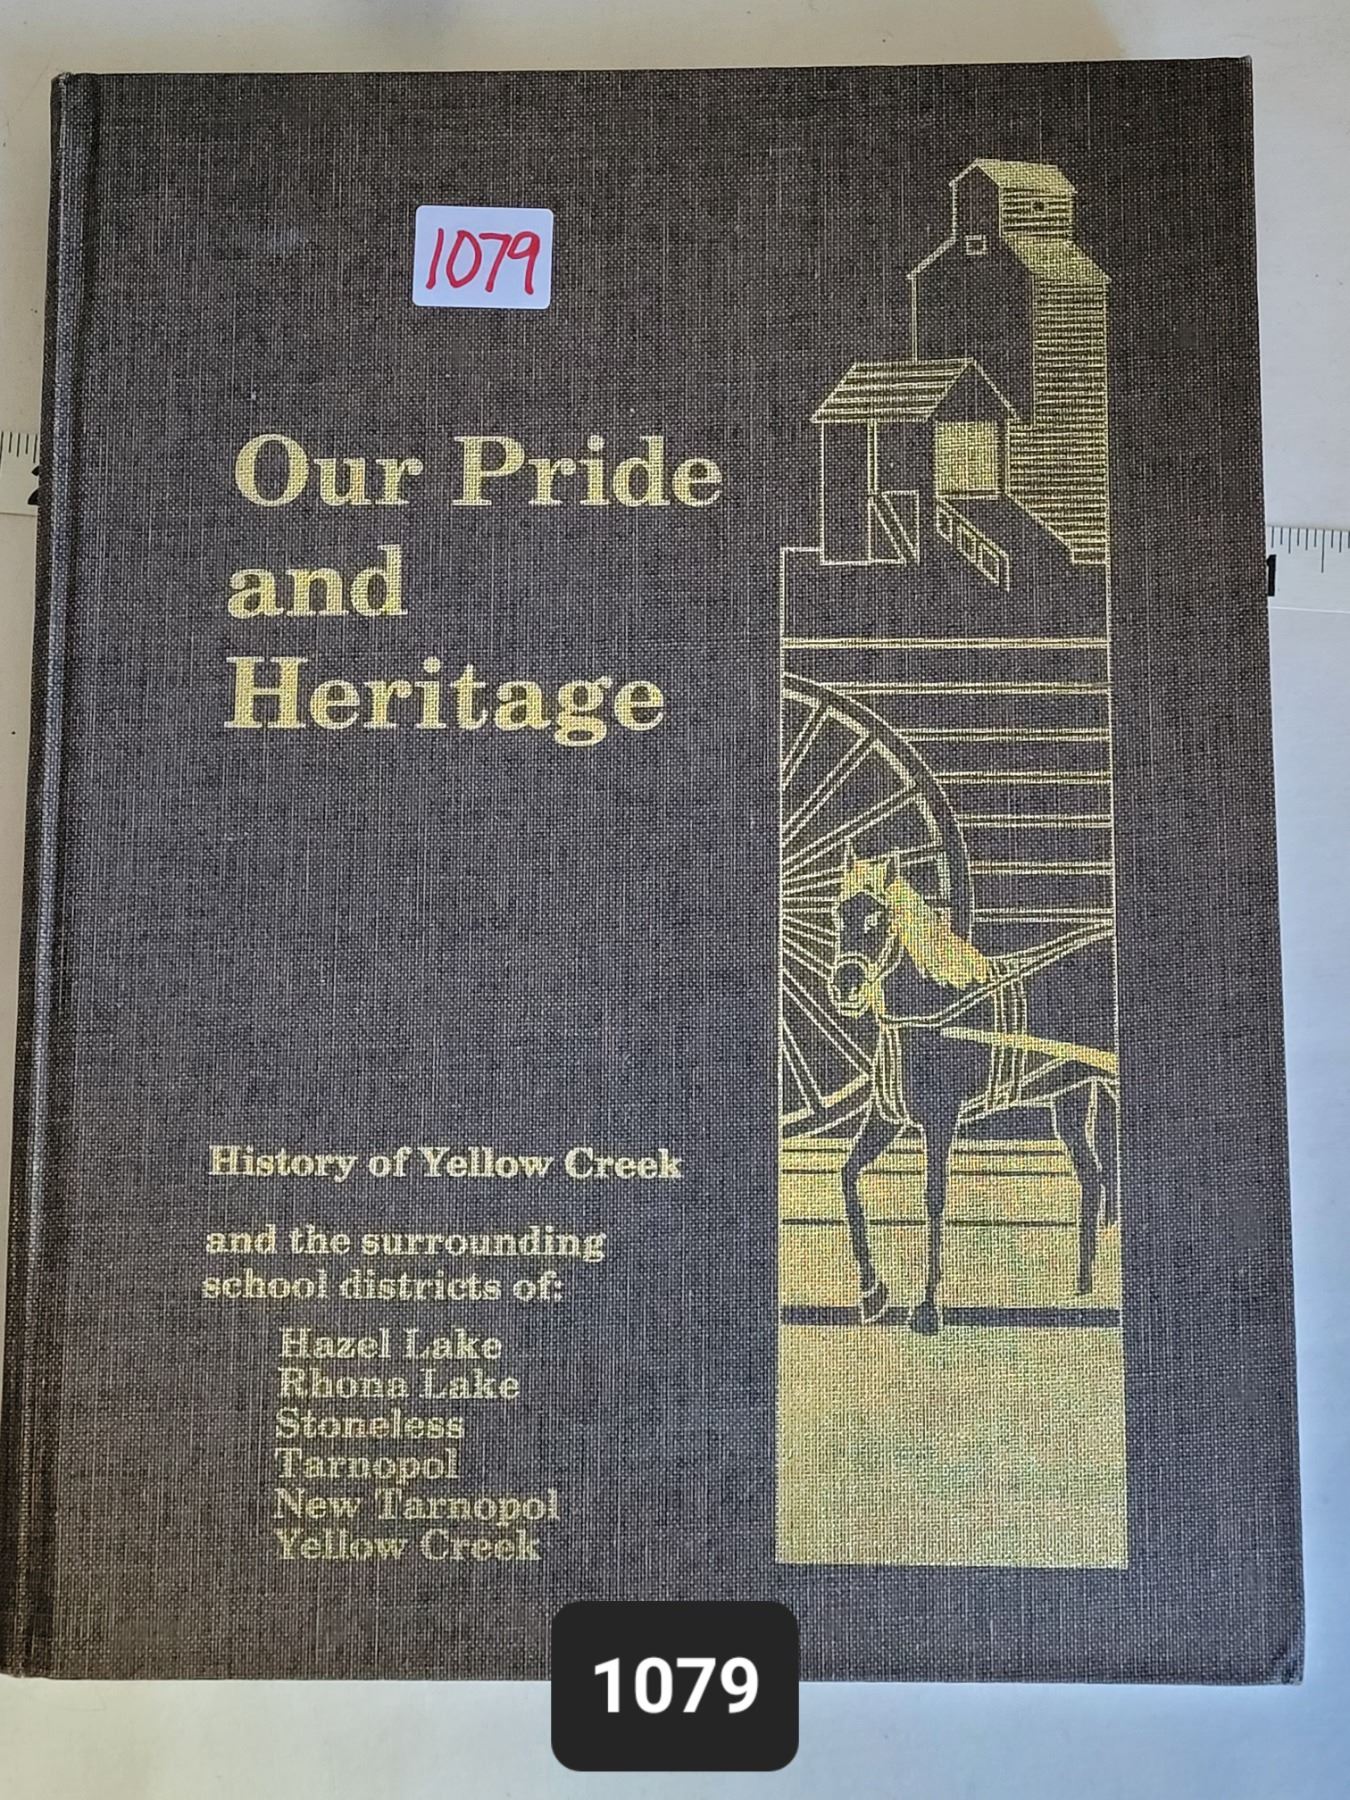 1079
Our Pride
and
Heritage
History of Yellow Creek
and the surrounding
school districts of:
Hazel Lake
Rhona Lake
Stoneless
Tarnopol
New Tarnopol
Yellow Creek
1079